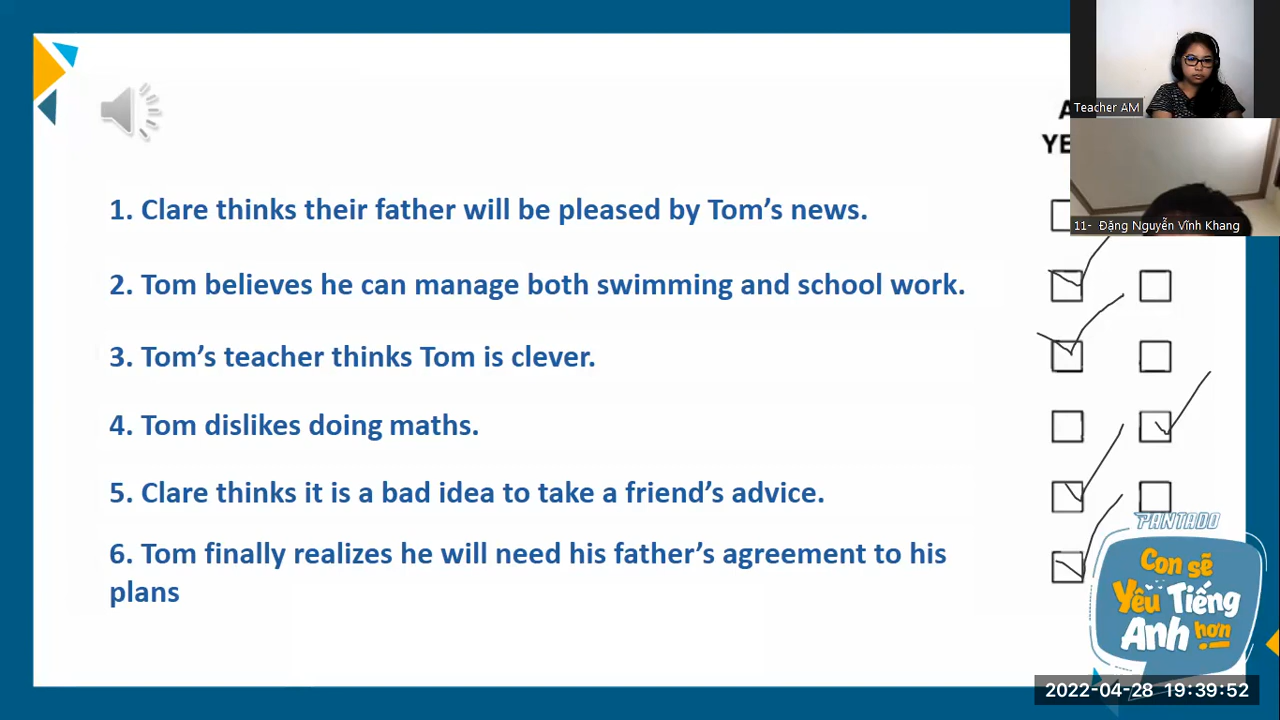 Teacher AM
YE
11- Đặng Nguyễn Vĩnh Khang
1. Clare thinks their father will be pleased by Tom's news.
2. Tom believes he can manage both swimming and school work.
3. Tom's teacher thinks Tom is clever.
4. Tom dislikes doing maths.
5. Clare thinks it is a bad idea to take a friend's advice.
6. Tom finally realizes he will need his father's agreement to his
plans
PANTADO
Con sẽ
Yêu Tiếng
Anh hơn
2022-04-28 19:39:52